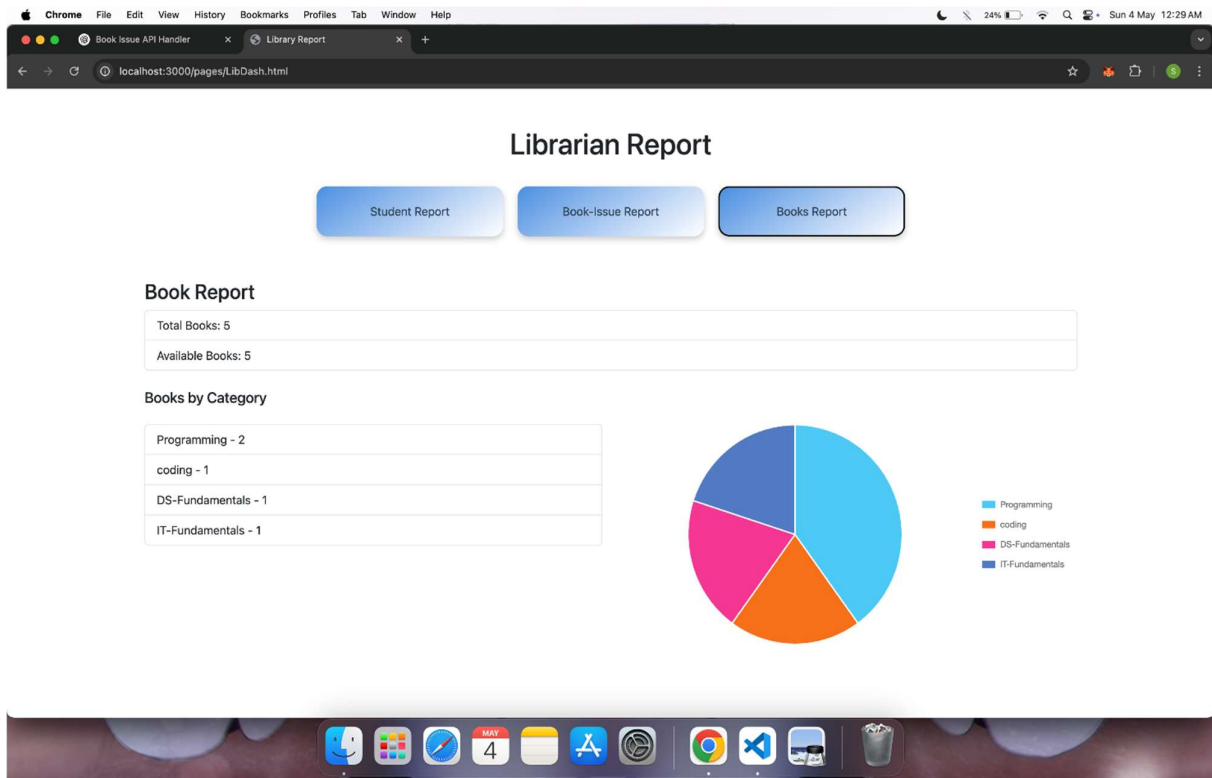 Chrome File Edit View History Bookmarks Profiles Tab Window Help 24% Sun 4 May 12:29 AM
Book Issue API Handler Library Report
localhost:3000/pages/LibDash.html S
Librarian Report
Student Report Book-Issue Report Books Report
Book Report
Total Books: 5
Available Books: 5
Books by Category
Programming - 2
coding - 1
DS-Fundamentals - 1
IT-Fundamentals - 1
Programming
coding
DS-Fundamentals
IT-Fundamentals
MAY
4